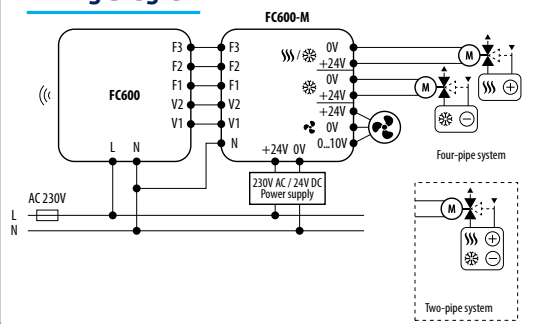 FC600-M
FC600
F3
F2
F1
V2
V1
L N
F3
F2
F1
V2
V1
N
/
0V
+24V
0V
+24V
+24V
0V
0...10V
+24V 0V
M
M
Four-pipe system
230V AC / 24V DC
Power supply
AC 230V
L
N
M
Two-pipe system